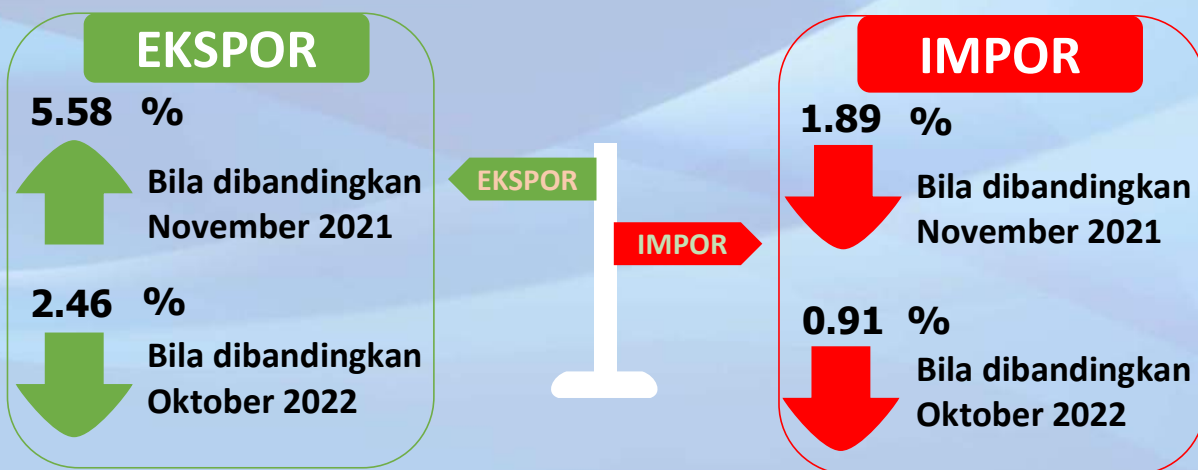 EKSPOR
5.58 %
Bila dibandingkan
November 2021
2.46 %
Bila dibandingkan
Oktober 2022
EKSPOR
IMPOR
IMPOR
1.89 %
Bila dibandingkan
November 2021
0.91 %
Bila dibandingkan
Oktober 2022